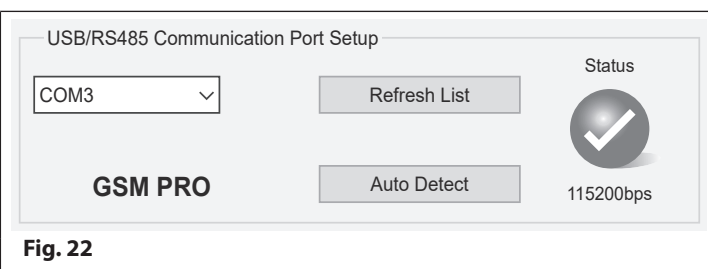 USB/RS485 Communication Port Setup
Status
COM3
Refresh List
GSM PRO
Auto Detect
115200bps
Fig. 22